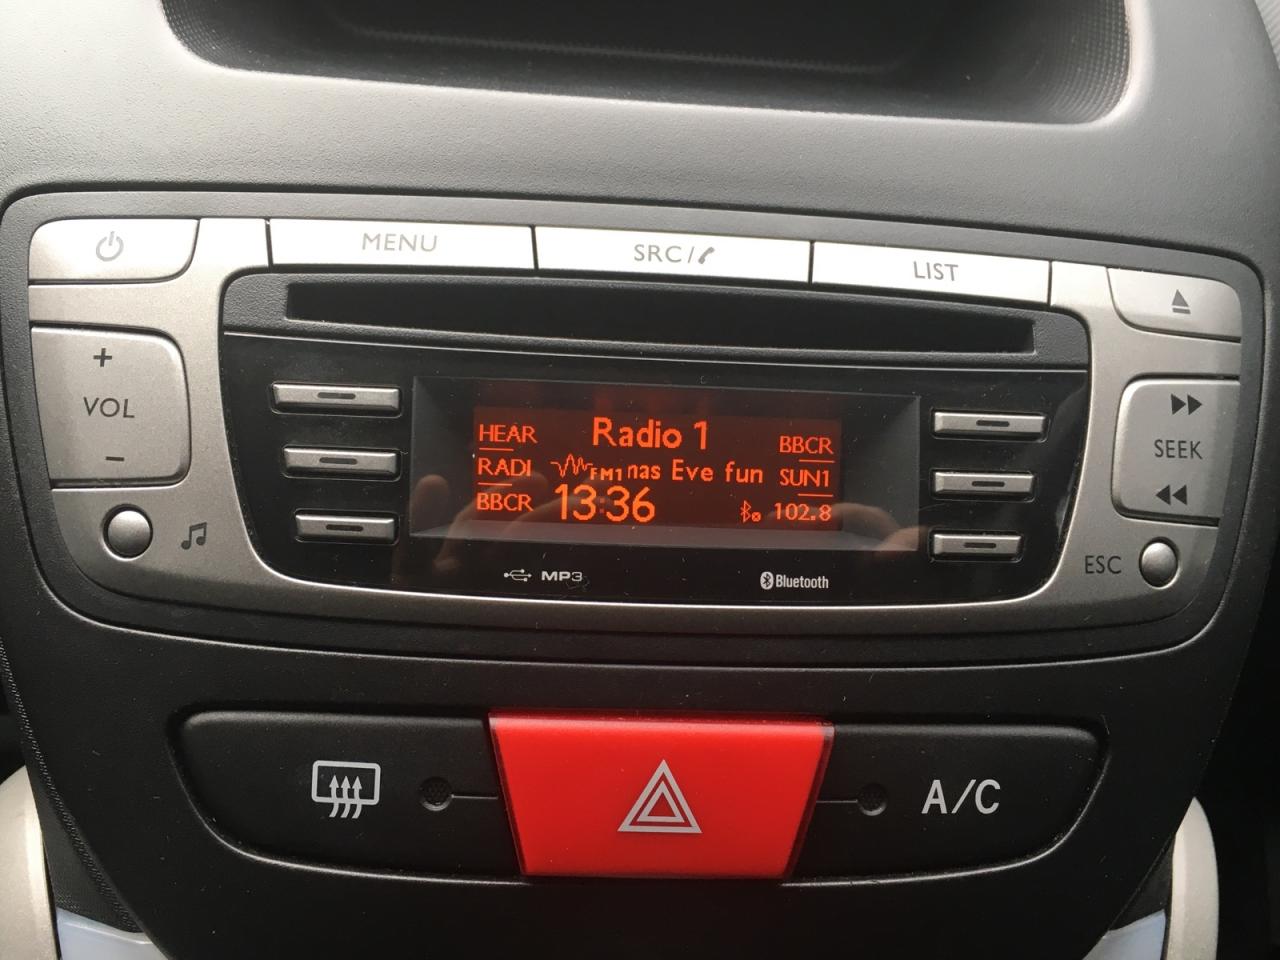 MENU
SRC/
LIST
+
VOL
–
SEEK
ESC
HEAR Radio 1 BBCR
RADI FM1 nas Eve fun SUN1
BBCR 13:36 102.8
MP3
Bluetooth
A/C